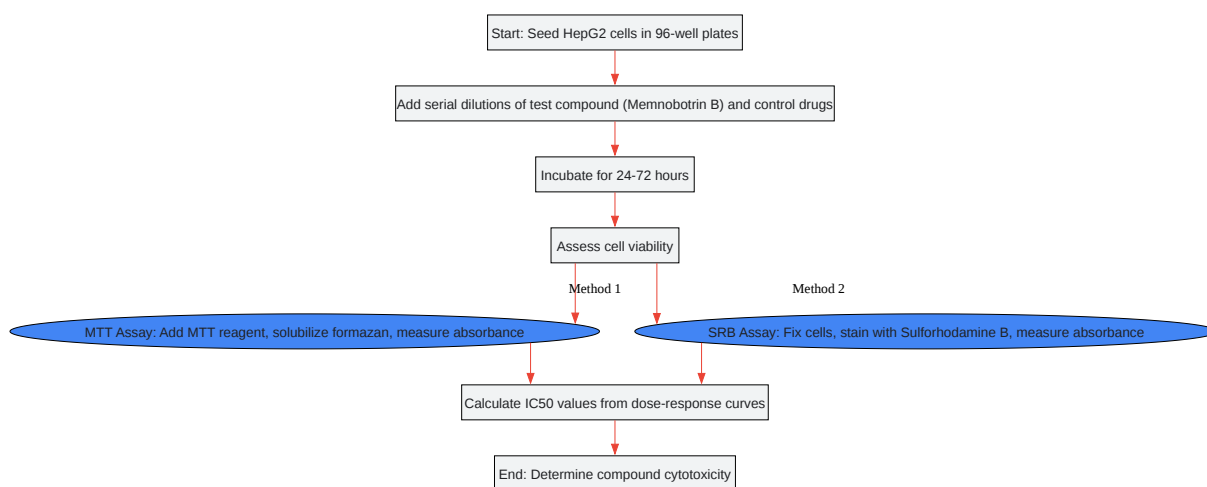 Start: Seed HepG2 cells in 96-well plates
Add serial dilutions of test compound (Memnobotrin B) and control drugs
Incubate for 24-72 hours
Assess cell viability
Method 1
Method 2
MTT Assay: Add MTT reagent, solubilize formazan, measure absorbance
SRB Assay: Fix cells, stain with Sulforhodamine B, measure absorbance
Calculate IC50 values from dose-response curves
End: Determine compound cytotoxicity